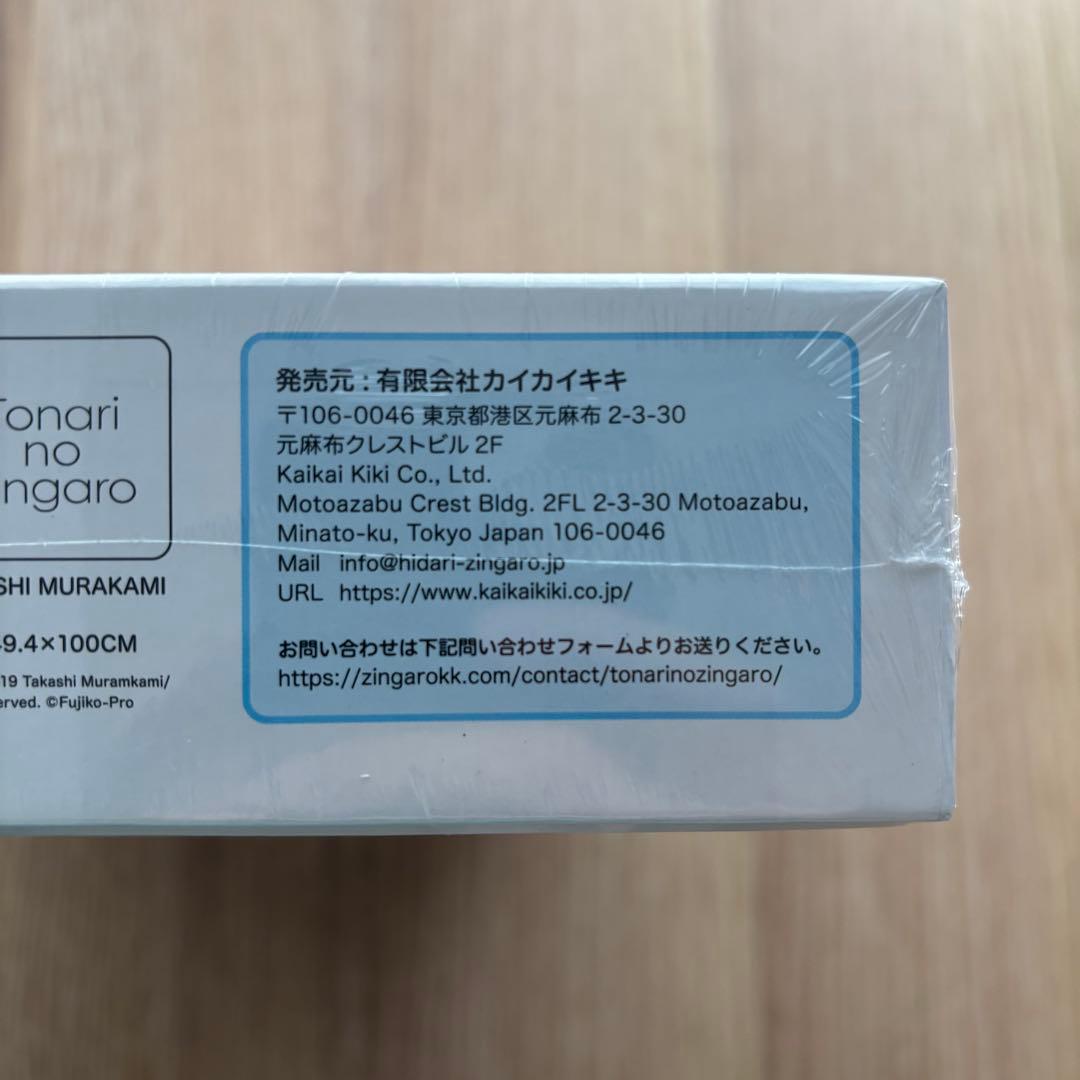 Tonari
no
ngaro
SHI MURAKAMI
9.4×100CM
19 Takashi Muramkami/
erved. ©Fujiko-Pro
発売元 : 有限会社カイカイキキ
〒106-0046 東京都港区元麻布 2-3-30
元麻布クレストビル 2F
Kaikai Kiki Co., Ltd.
Motoazabu Crest Bldg. 2FL 2-3-30 Motoazabu,
Minato-ku, Tokyo Japan 106-0046
Mail info@hidari-zingaro.jp
URL https://www.kaikaikiki.co.jp/
お問い合わせは下記問い合わせフォームよりお送りください。
https://zingarokk.com/contact/tonarinozingaro/